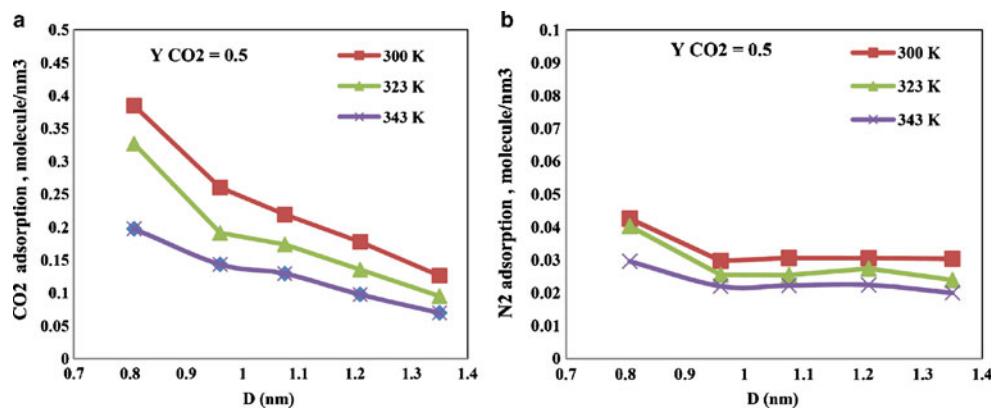 a
CO2 adsorption , molecule/nm3
0.5
0.45
0.4
0.35
0.3
0.25
0.2
0.15
0.1
0.05
0
Y CO2 = 0.5
300 K
323 K
343 K
0.7 0.8 0.9 1 1.1 1.2 1.3 1.4
D (nm)
b
N2 adsorption , molecule/nm3
0.1
0.09
0.08
0.07
0.06
0.05
0.04
0.03
0.02
0.01
0
Y CO2 = 0.5
300 K
323 K
343 K
0.7 0.8 0.9 1 1.1 1.2 1.3 1.4
D (nm)